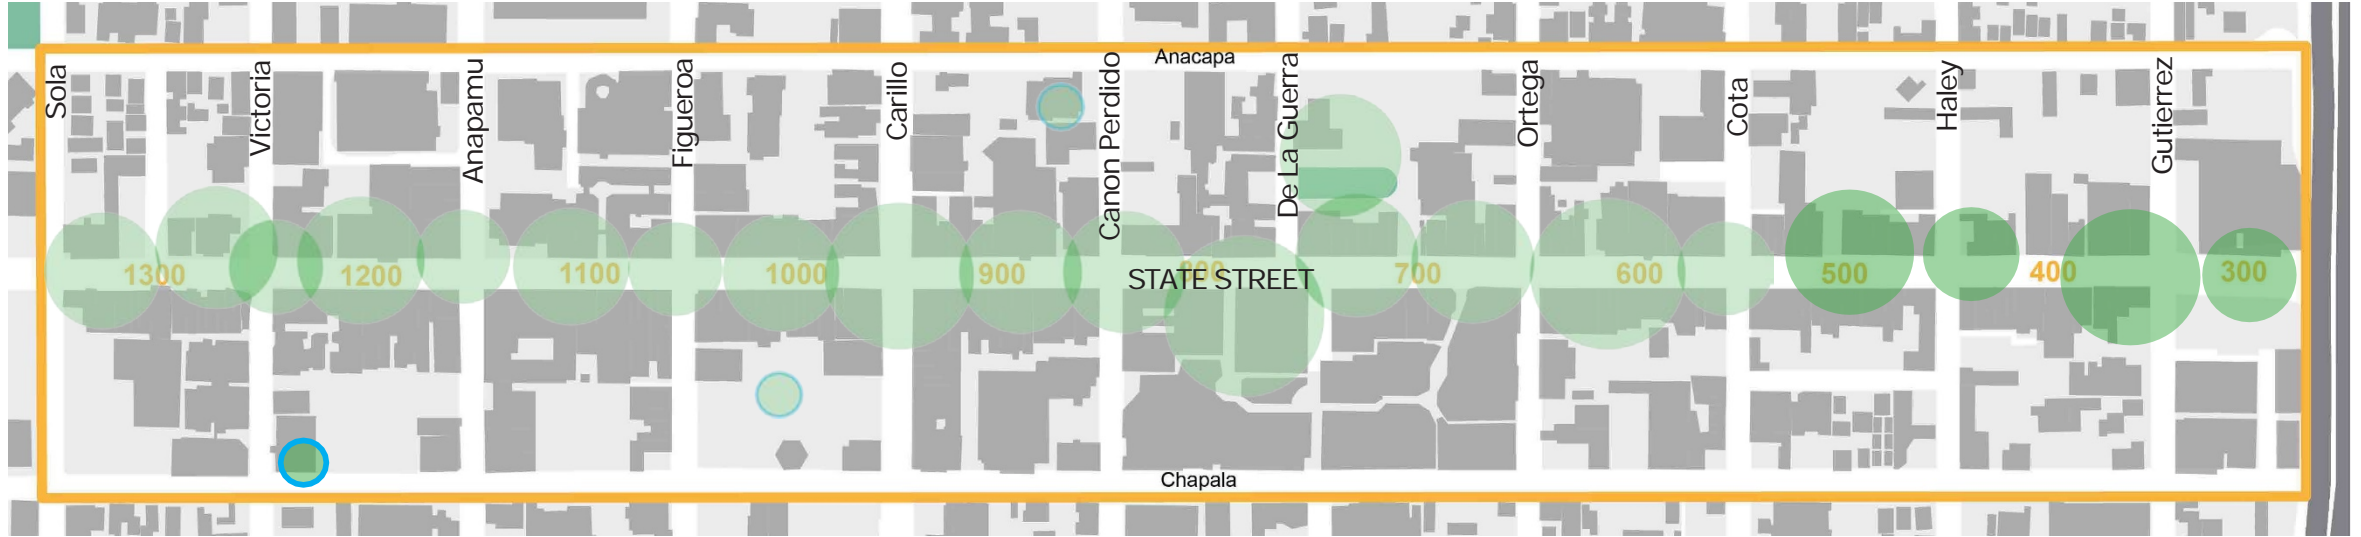 Anacapa
Sola
Victoria
Anapamu
Figueroa
Carillo
Canon Perdido
De La Guerra
Ortega
Cota
Haley
Gutierrez
1300
1200
1100
1000
900
800
STATE STREET
700
600
500
400
300
Chapala